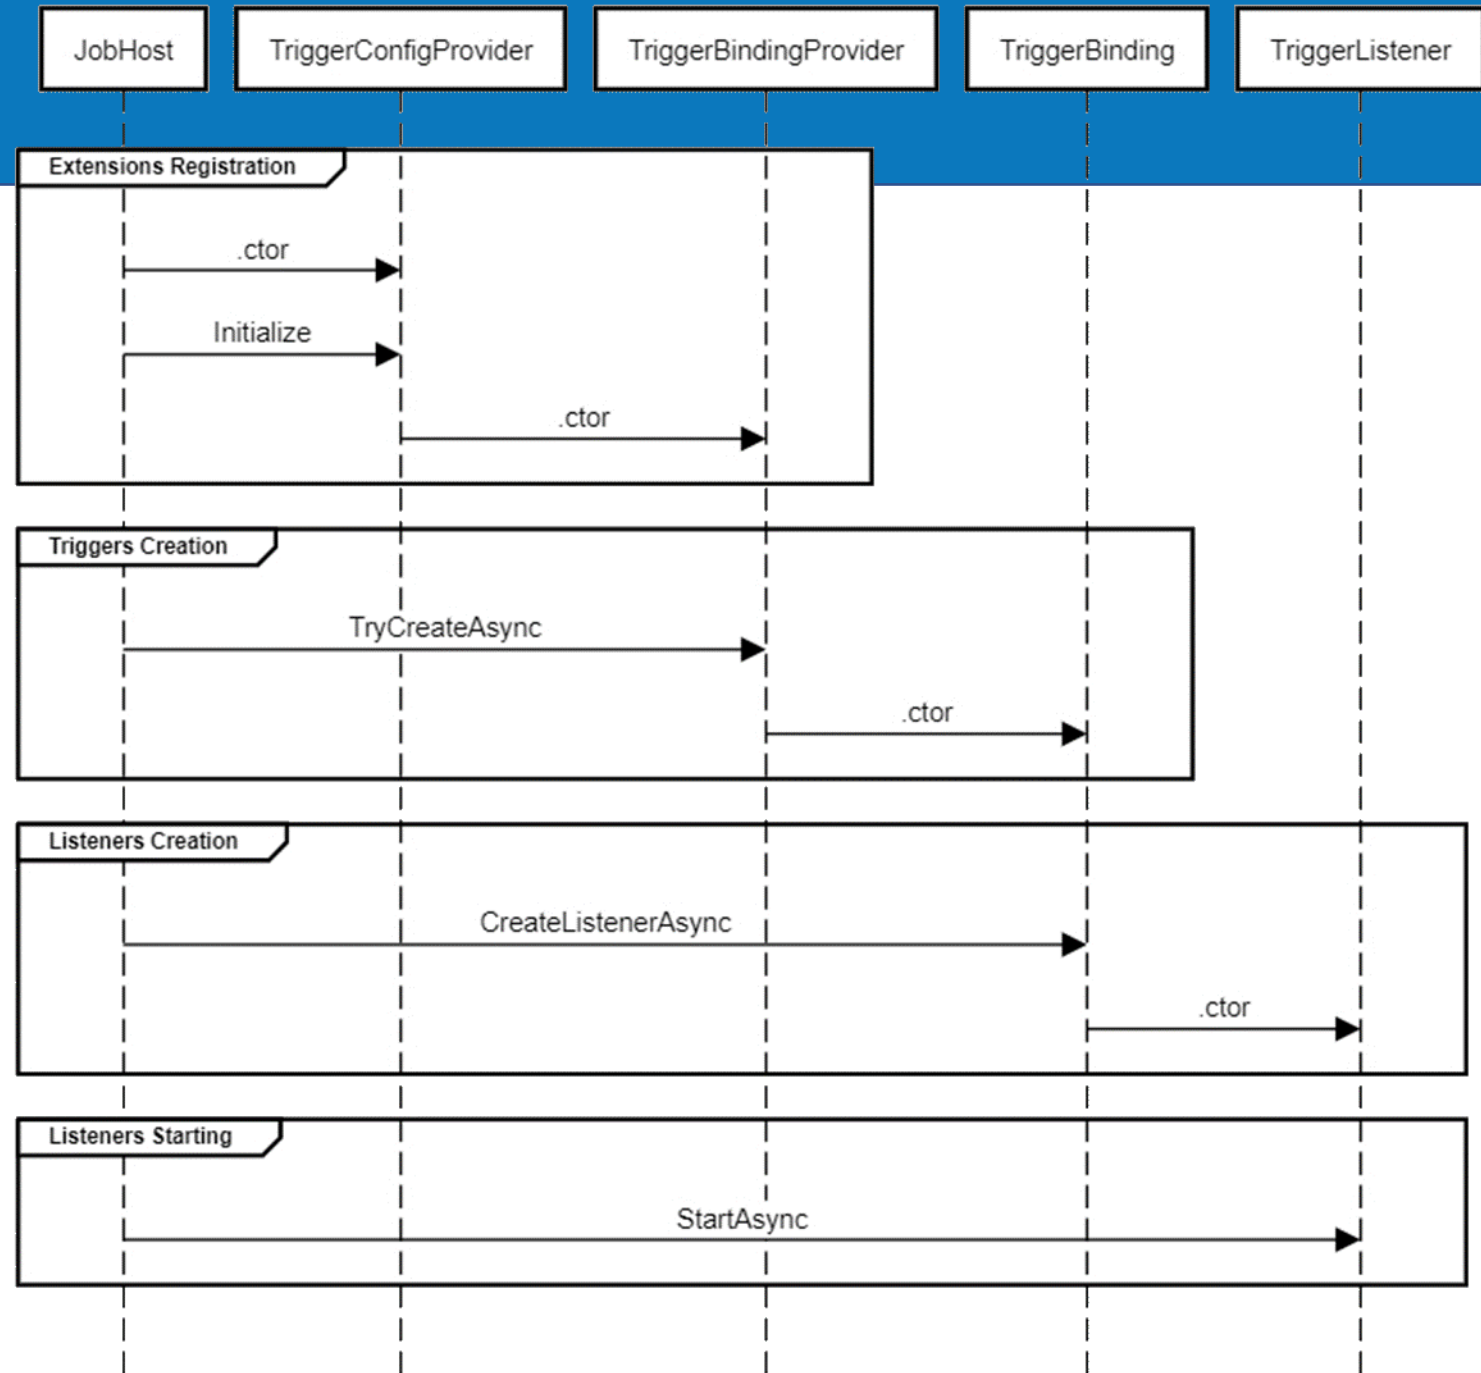 JobHost
TriggerConfigProvider
TriggerBindingProvider
TriggerBinding
TriggerListener
Extensions Registration
.ctor
Initialize
.ctor
Triggers Creation
TryCreateAsync
.ctor
Listeners Creation
CreateListenerAsync
.ctor
Listeners Starting
StartAsync